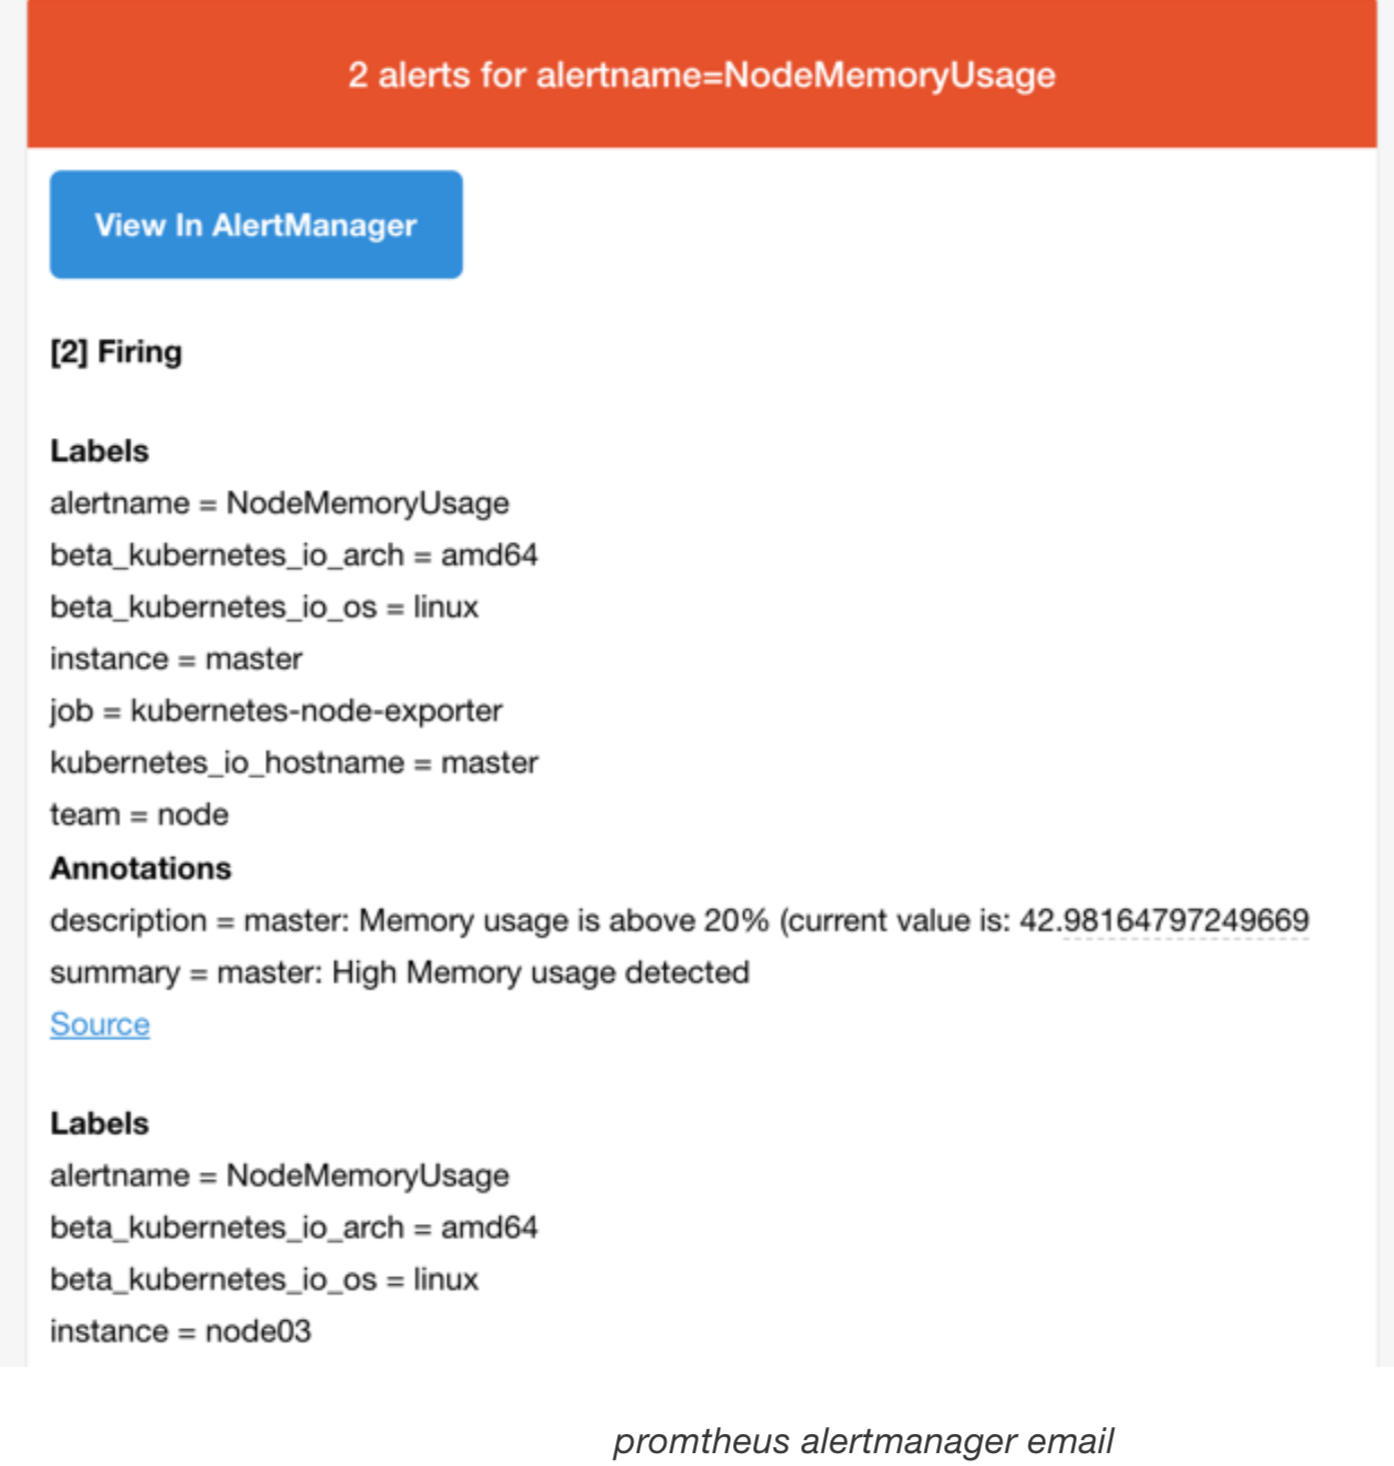 2 alerts for alertname=NodeMemoryUsage
View In AlertManager
[2] Firing
Labels
alertname = NodeMemoryUsage
beta_kubernetes_io_arch = amd64
beta_kubernetes_io_os = linux
instance = master
job = kubernetes-node-exporter
kubernetes_io_hostname = master
team = node
Annotations
description = master: Memory usage is above 20% (current value is: 42.98164797249669
summary = master: High Memory usage detected
Source
Labels
alertname = NodeMemoryUsage
beta_kubernetes_io_arch = amd64
beta_kubernetes_io_os = linux
instance = node03
promtheus alertmanager email